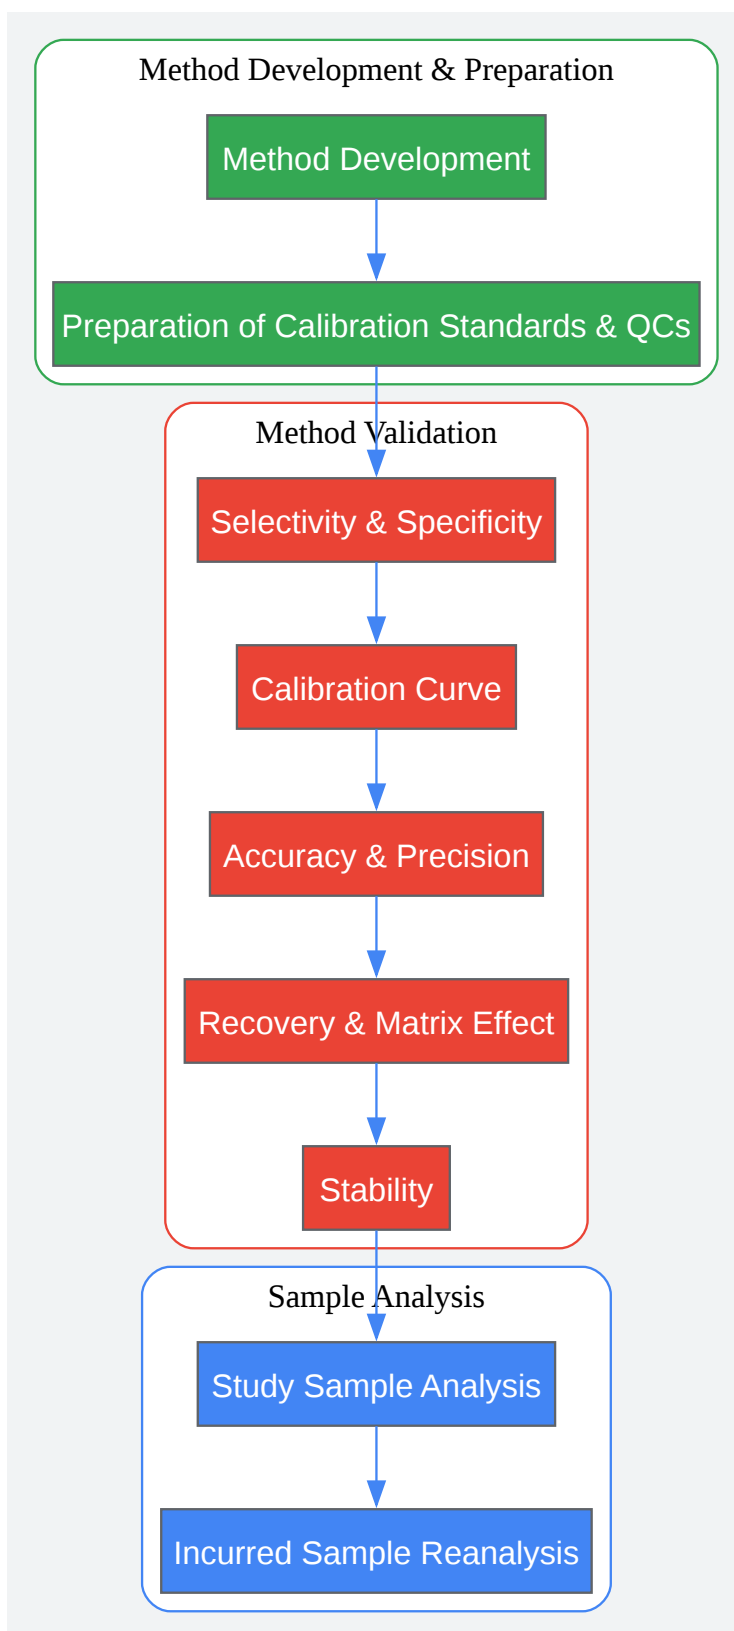 Method Development & Preparation
Method Development
Preparation of Calibration Standards & QCs
Method Validation
Selectivity & Specificity
Calibration Curve
Accuracy & Precision
Recovery & Matrix Effect
Stability
Sample Analysis
Study Sample Analysis
Incurred Sample Reanalysis